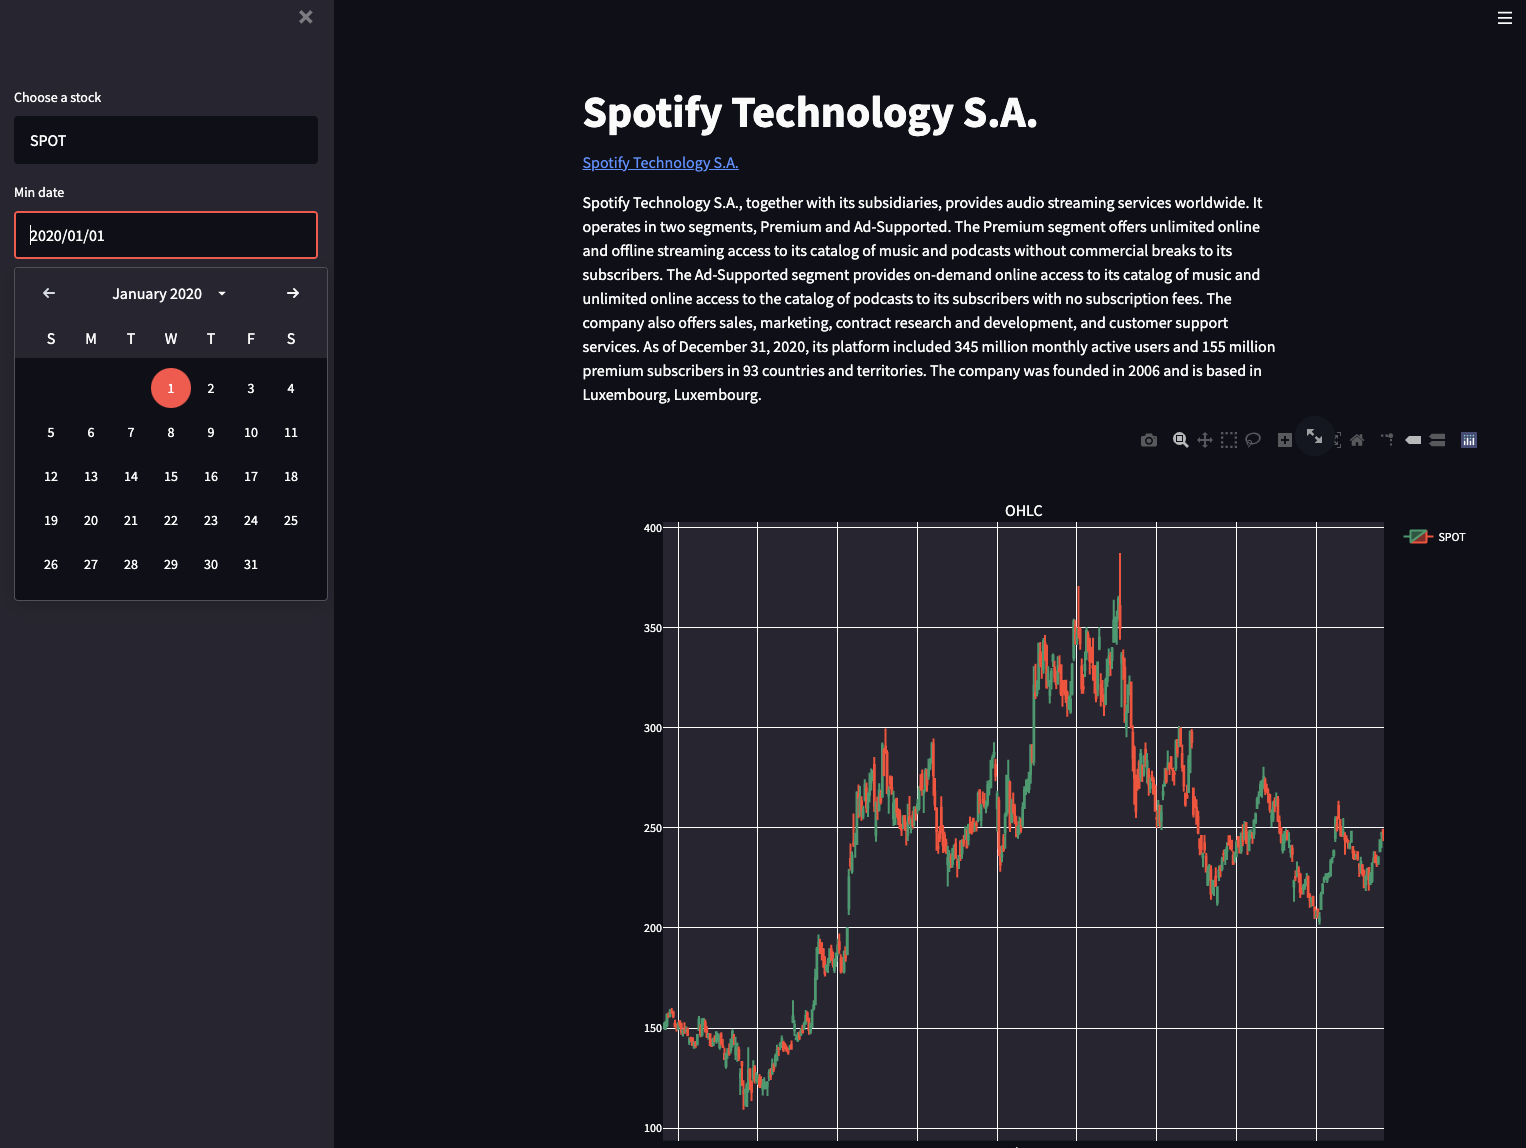 Choose a stock
SPOT
Min date
2020/01/01
January 2020
S M T W T F S
1 2 3 4
5 6 7 8 9 10 11
12 13 14 15 16 17 18
19 20 21 22 23 24 25
26 27 28 29 30 31
Spotify Technology S.A.
Spotify Technology S.A.
Spotify Technology S.A., together with its subsidiaries, provides audio streaming services worldwide. It
operates in two segments, Premium and Ad-Supported. The Premium segment offers unlimited online
and offline streaming access to its catalog of music and podcasts without commercial breaks to its
subscribers. The Ad-Supported segment provides on-demand online access to its catalog of music and
unlimited online access to the catalog of podcasts to its subscribers with no subscription fees. The
company also offers sales, marketing, contract research and development, and customer support
services. As of December 31, 2020, its platform included 345 million monthly active users and 155 million
premium subscribers in 93 countries and territories. The company was founded in 2006 and is based in
Luxembourg, Luxembourg.
OHLC
400
SPOT
350
300
250
200
150
100